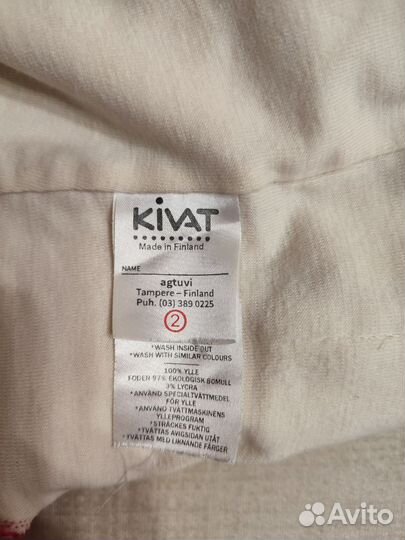 KIVAT
Made in Finland
NAME
agtuvi
Tampere – Finland
Puh. (03) 389 0225
2
•WASH INSIDE OUT
•WASH WITH SIMILAR COLOURS
100% YLLE
FODER 97% EKOLOGISK BOMULL
3% LYCRA
•ANVÄND SPECIALTVÄTTMEDEL
FÖR YLLE
•ANVÄND TVÄTTMASKINENS
YLLEPROGRAM
•STRÄCKES FUKTIG
•TVÄTTAS AVIGSIDAN UTÅT
•TVÄTTAS MED LIKNANDE FÄRGER
Avito